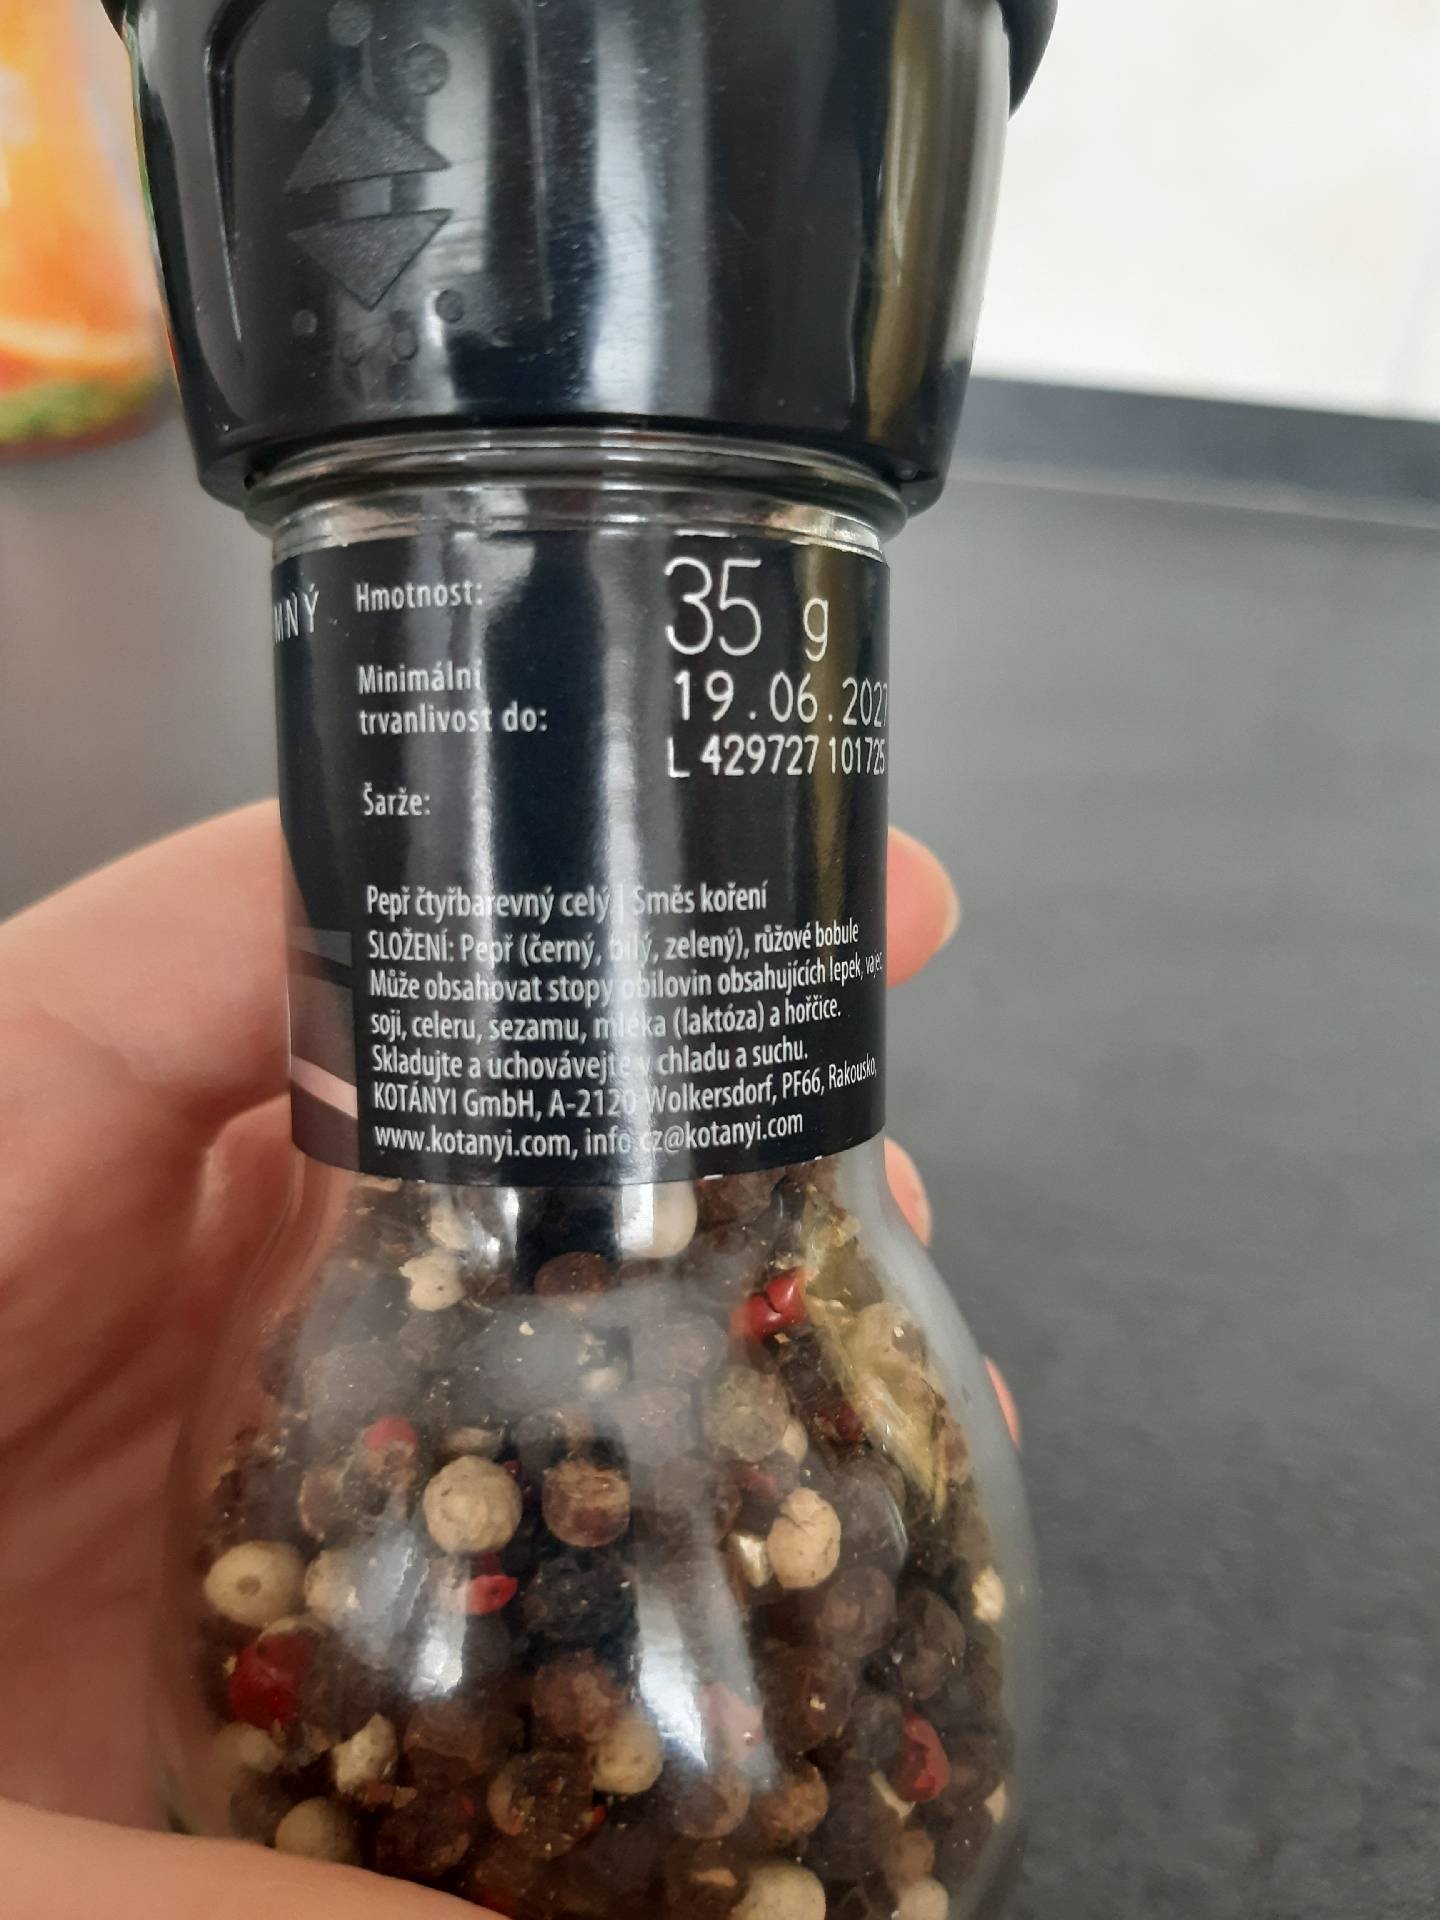 MNÝ
Hmotnost: 35 g
Minimální
trvanlivost do: 19.06.2027
L 429727 101725
Šarže:
Pepř čtyřbarevný celý | Směs koření
SLOŽENÍ: Pepř (černý, bílý, zelený), růžové bobule
Může obsahovat stopy obilovin obsahujících lepek, vajec
soji, celeru, sezamu, mléka (laktóza) a hořčice.
Skladujte a uchovávejte v chladu a suchu.
KOTÁNYI GmbH, A-2120 Wolkersdorf, PF66, Rakousko,
www.kotanyi.com, info.cz@kotanyi.com